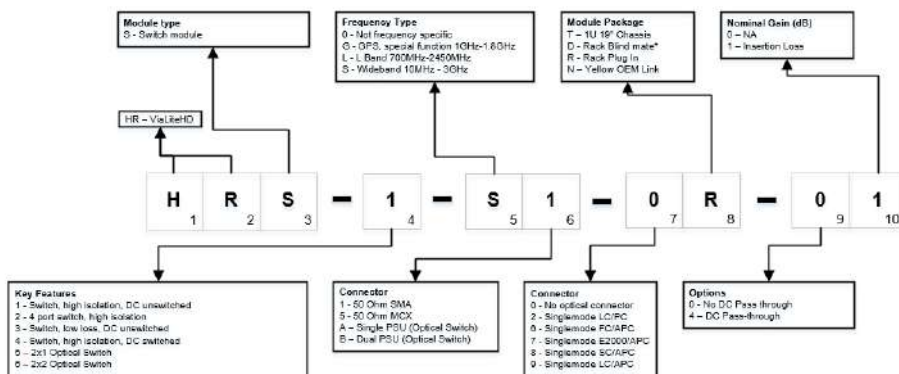 Module type
S - Switch module
Frequency Type
0 - Not frequency specific
G - GPS, special function 1GHz-1.8GHz
L - L Band 700MHz-2450MHz
S - Wideband 10MHz - 3GHz
Module Package
T – 1U 19" Chassis
D - Rack Blind mate*
R - Rack Plug In
N – Yellow OEM Link
Nominal Gain (dB)
0 – NA
1 – Insertion Loss
HR – ViaLiteHD
H R S – 1 – S 1 – 0 R – 0 1
1 2 3 4 5 6 7 8 9 10
Key Features
1 - Switch, high isolation, DC unswitched
2 - 4 port switch, high isolation
3 – Switch, low loss, DC unswitched
4 - Switch, high isolation, DC switched
5 – 2x1 Optical Switch
6 – 2x2 Optical Switch
Connector
1 - 50 Ohm SMA
5 - 50 Ohm MCX
A – Single PSU (Optical Switch)
B – Dual PSU (Optical Switch)
Connector
0 - No optical connector
2 - Singlemode LC/PC
6 - Singlemode FC/APC
7 - Singlemode E2000/APC
8 - Singlemode SC/APC
9 - Singlemode LC/APC
Options
0 - No DC Pass through
4 – DC Pass-through